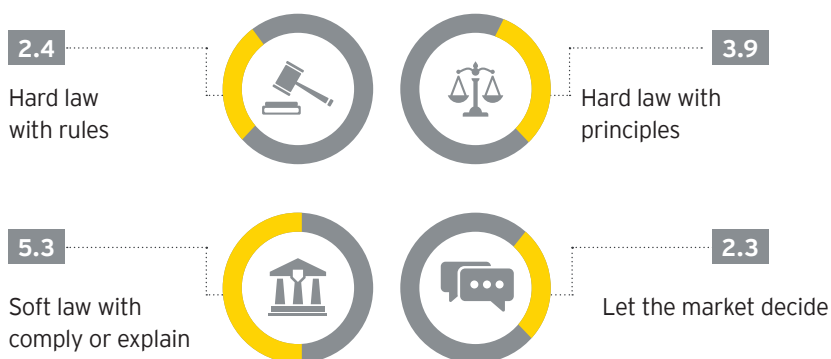 2.4
Hard law
with rules
3.9
Hard law with
principles
5.3
Soft law with
comply or explain
2.3
Let the market decide